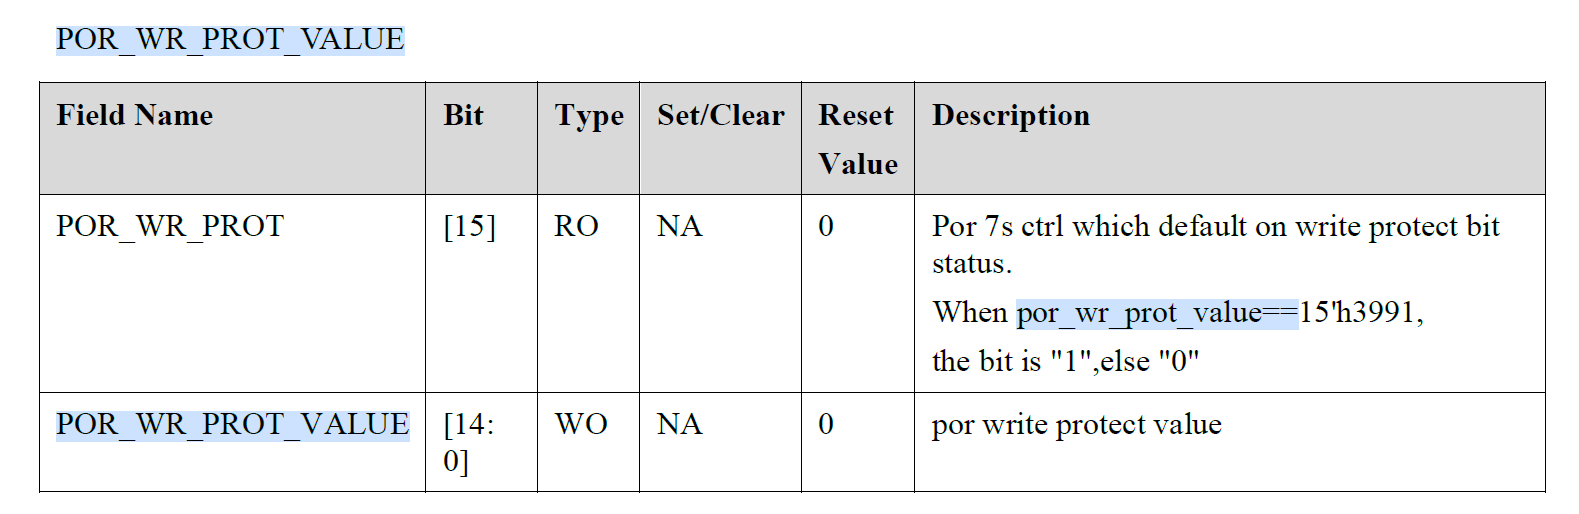 POR_WR_PROT_VALUE
Field Name Bit Type Set/Clear Reset Value Description
POR_WR_PROT [15] RO NA 0 Por 7s ctrl which default on write protect bit
status.
When por_wr_prot_value==15'h3991,
the bit is "1",else "0"
POR_WR_PROT_VALUE [14: WO NA 0 por write protect value
0]